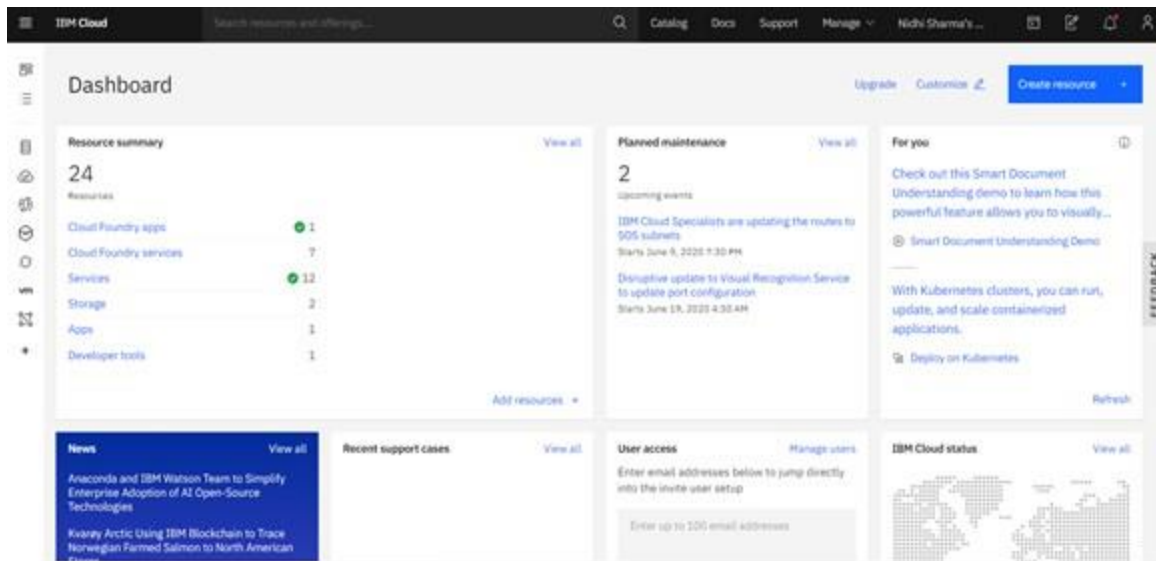 IBM Cloud
Search resources and offerings...
Catalog
Docs
Support
Manage
Nidhi Sharma's ...
Dashboard
Upgrade
Customize
Create resource +
Resource summary
View all
24
Resources
Cloud Foundry apps
1
Cloud Foundry services
7
Services
12
Storage
2
Apps
1
Developer tools
1
Add resources +
Planned maintenance
View all
2
Upcoming events
IBM Cloud Specialists are updating the routes to
SOS subnets
Starts June 9, 2020 7:30 PM
Disruptive update to Visual Recognition Service
to update port configuration
Starts June 19, 2020 4:30 AM
For you
Check out this Smart Document
Understanding demo to learn how this
powerful feature allows you to visually...
Smart Document Understanding Demo
With Kubernetes clusters, you can run,
update, and scale containerized
applications.
Deploy on Kubernetes
Refresh
FEEDBACK
vm
News
View all
Anaconda and IBM Watson Team to Simplify
Enterprise Adoption of AI Open-Source
Technologies
Kvarøy Arctic Using IBM Blockchain to Trace
Norwegian Farmed Salmon to North American
Recent support cases
View all
User access
Manage users
Enter email addresses below to jump directly
into the invite user setup
Enter up to 100 email addresses
IBM Cloud status
View all